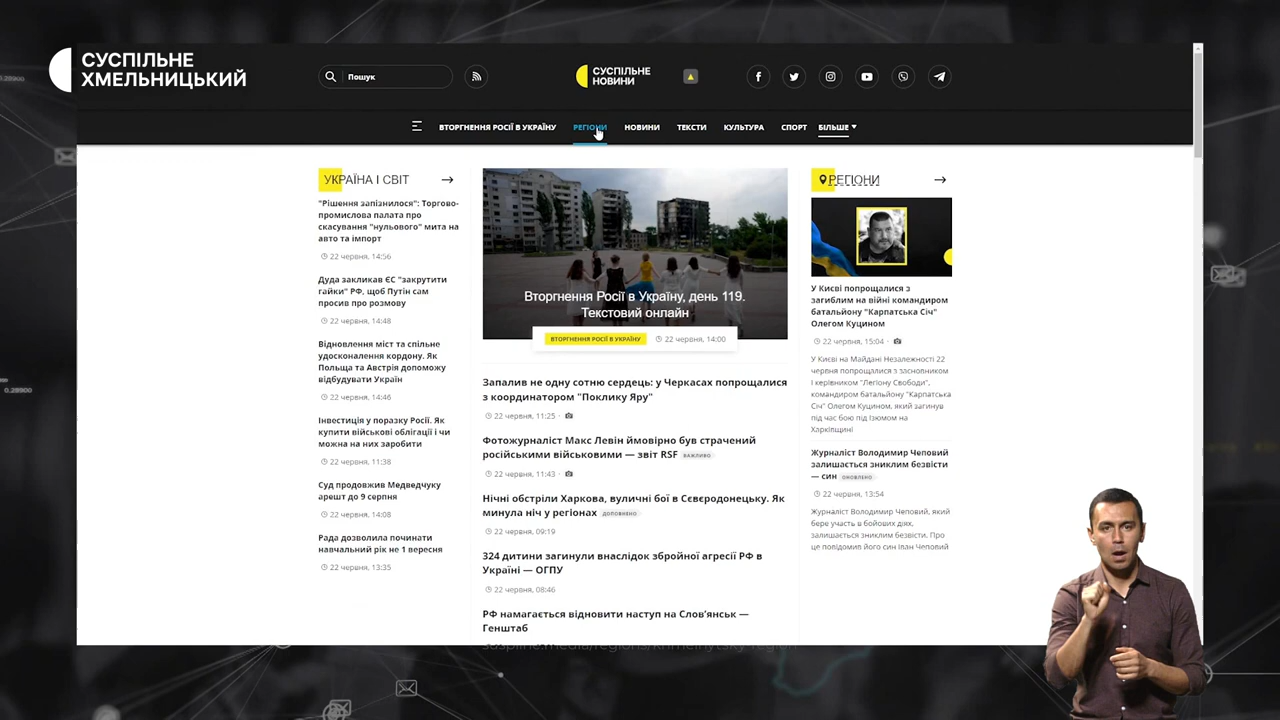 СУСПІЛЬНЕ
ХМЕЛЬНИЦЬКИЙ
Пошук
СУСПІЛЬНЕ
НОВИНИ
ВТОРГНЕННЯ РОСІЇ В УКРАЇНУ
РЕГІОНИ
НОВИНИ
ТЕКСТИ
КУЛЬТУРА
СПОРТ
БІЛЬШЕ
УКРАЇНА І СВІТ
"Рішення запізнилося": Торгово-
промислова палата про
скасування "нульового" мита на
авто та імпорт
22 червня, 14:56
Дуда закликав ЄС "закрутити
гайки" РФ, щоб Путін сам
просив про розмову
22 червня, 14:48
Відновлення міст та спільне
удосконалення кордону. Як
Польща та Австрія допоможу
відбудувати Україн
22 червня, 14:46
Інвестиція у поразку Росії. Як
купити військові облігації і чи
можна на них заробити
22 червня, 11:38
Суд продовжив Медведчуку
арешт до 9 серпня
22 червня, 14:08
Рада дозволила починати
навчальний рік не 1 вересня
22 червня, 13:35
Вторгнення Росії в Україну, день 119.
Текстовий онлайн
ВТОРГНЕННЯ РОСІЇ В УКРАЇНУ 22 червня, 14:00
Запалив не одну сотню сердець: у Черкасах попрощалися
з координатором "Поклику Яру"
22 червня, 11:25
Фотожурналіст Макс Левін ймовірно був страчений
російськими військовими — звіт RSF ВАЖЛИВО
22 червня, 11:43
Нічні обстріли Харкова, вуличні бої в Сєвєродонецьку. Як
минула ніч у регіонах ДОПОВНЕНО
22 червня, 09:19
324 дитини загинули внаслідок збройної агресії РФ в
Україні — ОГПУ
22 червня, 08:46
РФ намагається відновити наступ на Слов’янськ —
Генштаб
РЕГІОНИ
У Києві попрощалися з
загиблим на війні командиром
батальйону "Карпатська Січ"
Олегом Куцином
22 червня, 15:04
У Києві на Майдані Незалежності 22
червня попрощалися з засновником
і керівником "Легіону Свободи",
командиром батальйону "Карпатська
Січ" Олегом Куцином, який загинув
під час бою під Ізюмом на
Харківщині
Журналіст Володимир Чеповий
залишається зниклим безвісти
— син ОНОВЛЕНО
22 червня, 13:54
Журналіст Володимир Чеповий, який
бере участь в бойових діях,
залишається зниклим безвісти. Про
це повідомив його син Іван Чеповий
suspilne.media/regions/khmelnytsky-region
0.28900